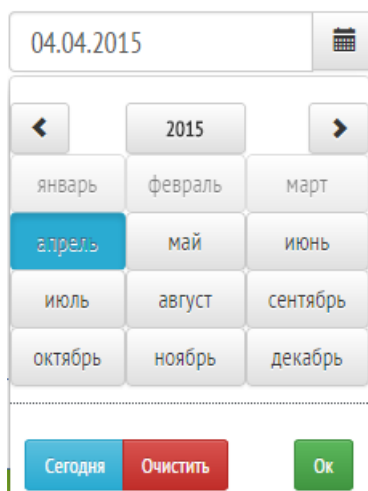 04.04.2015
2015
январь февраль март
апрель май июнь
июль август сентябрь
октябрь ноябрь декабрь
Сегодня Очистить Ок